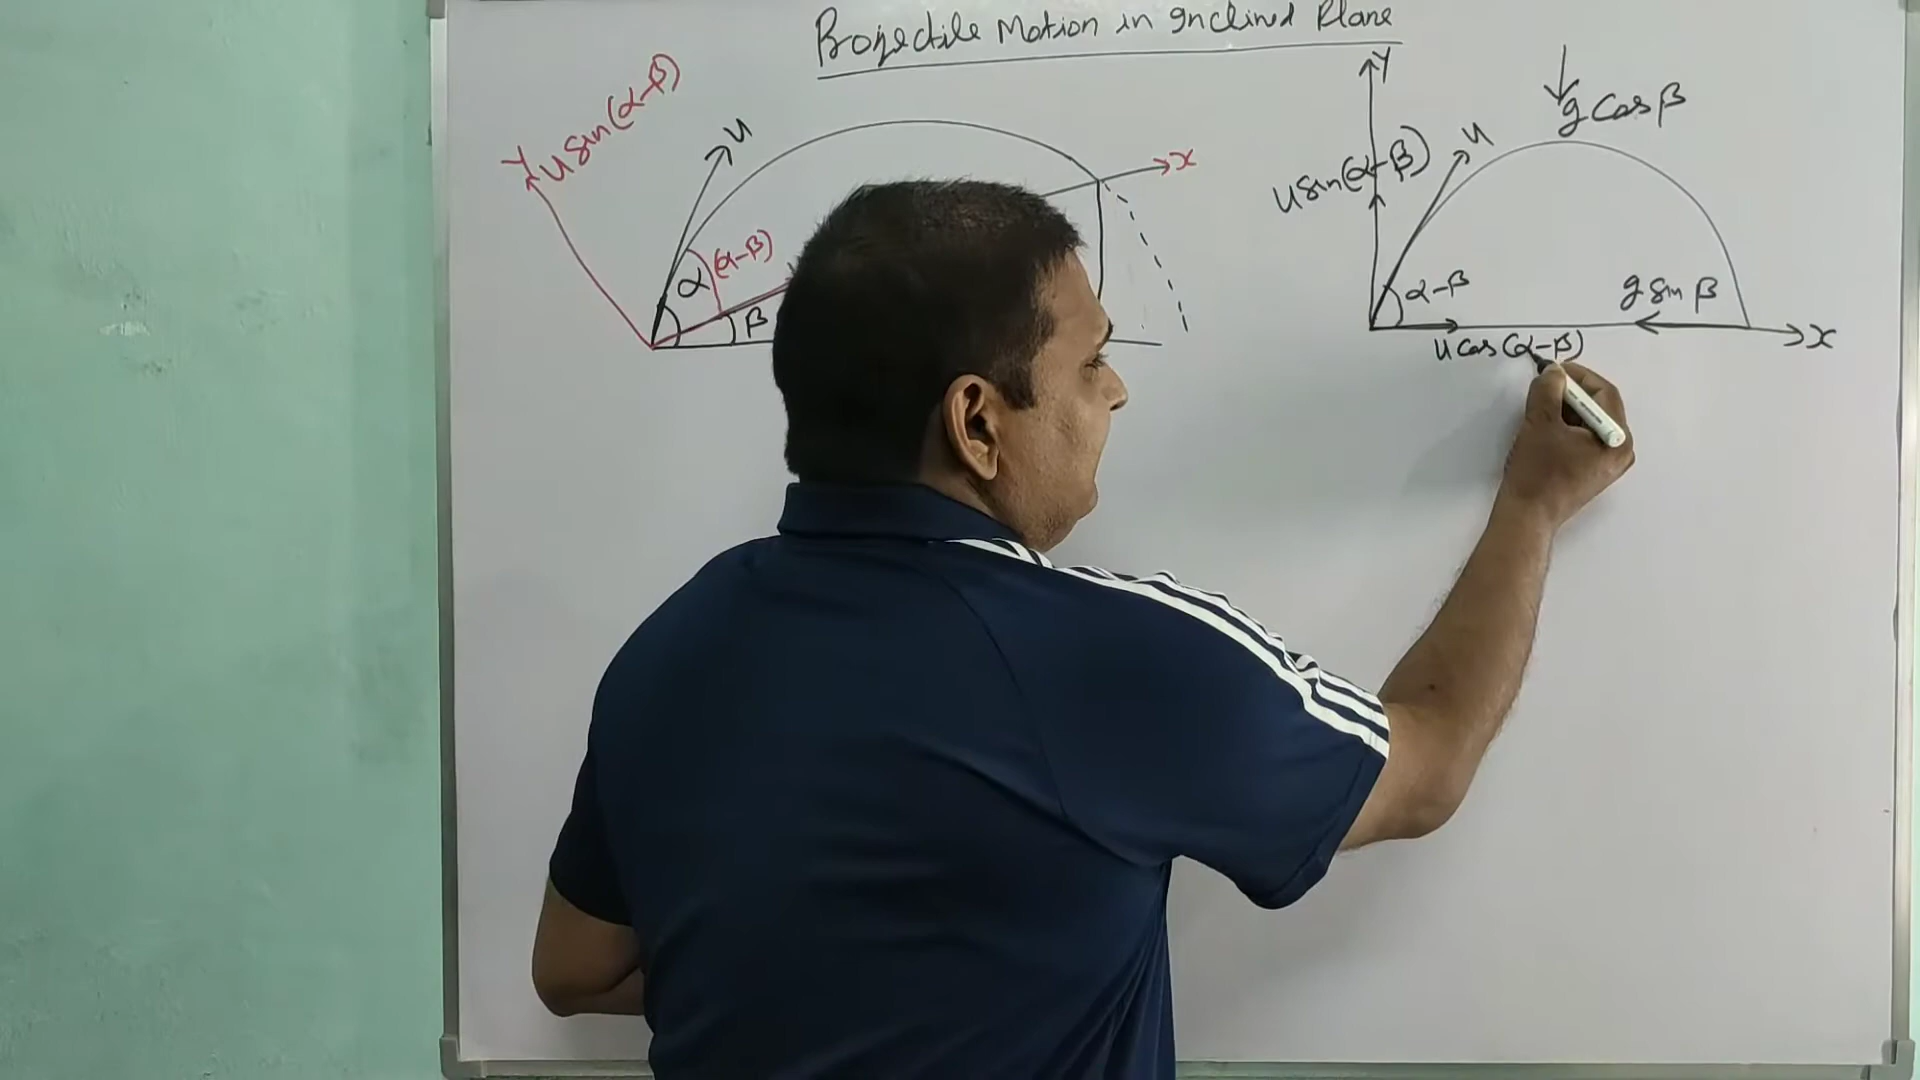 Projectile Motion in Inclined Plane
y
u sin(α-β)
u
x
α
(α-β)
β
y
g cos β
u
u sin(α-β)
α-β
g sin β
x
u cos(α-β)